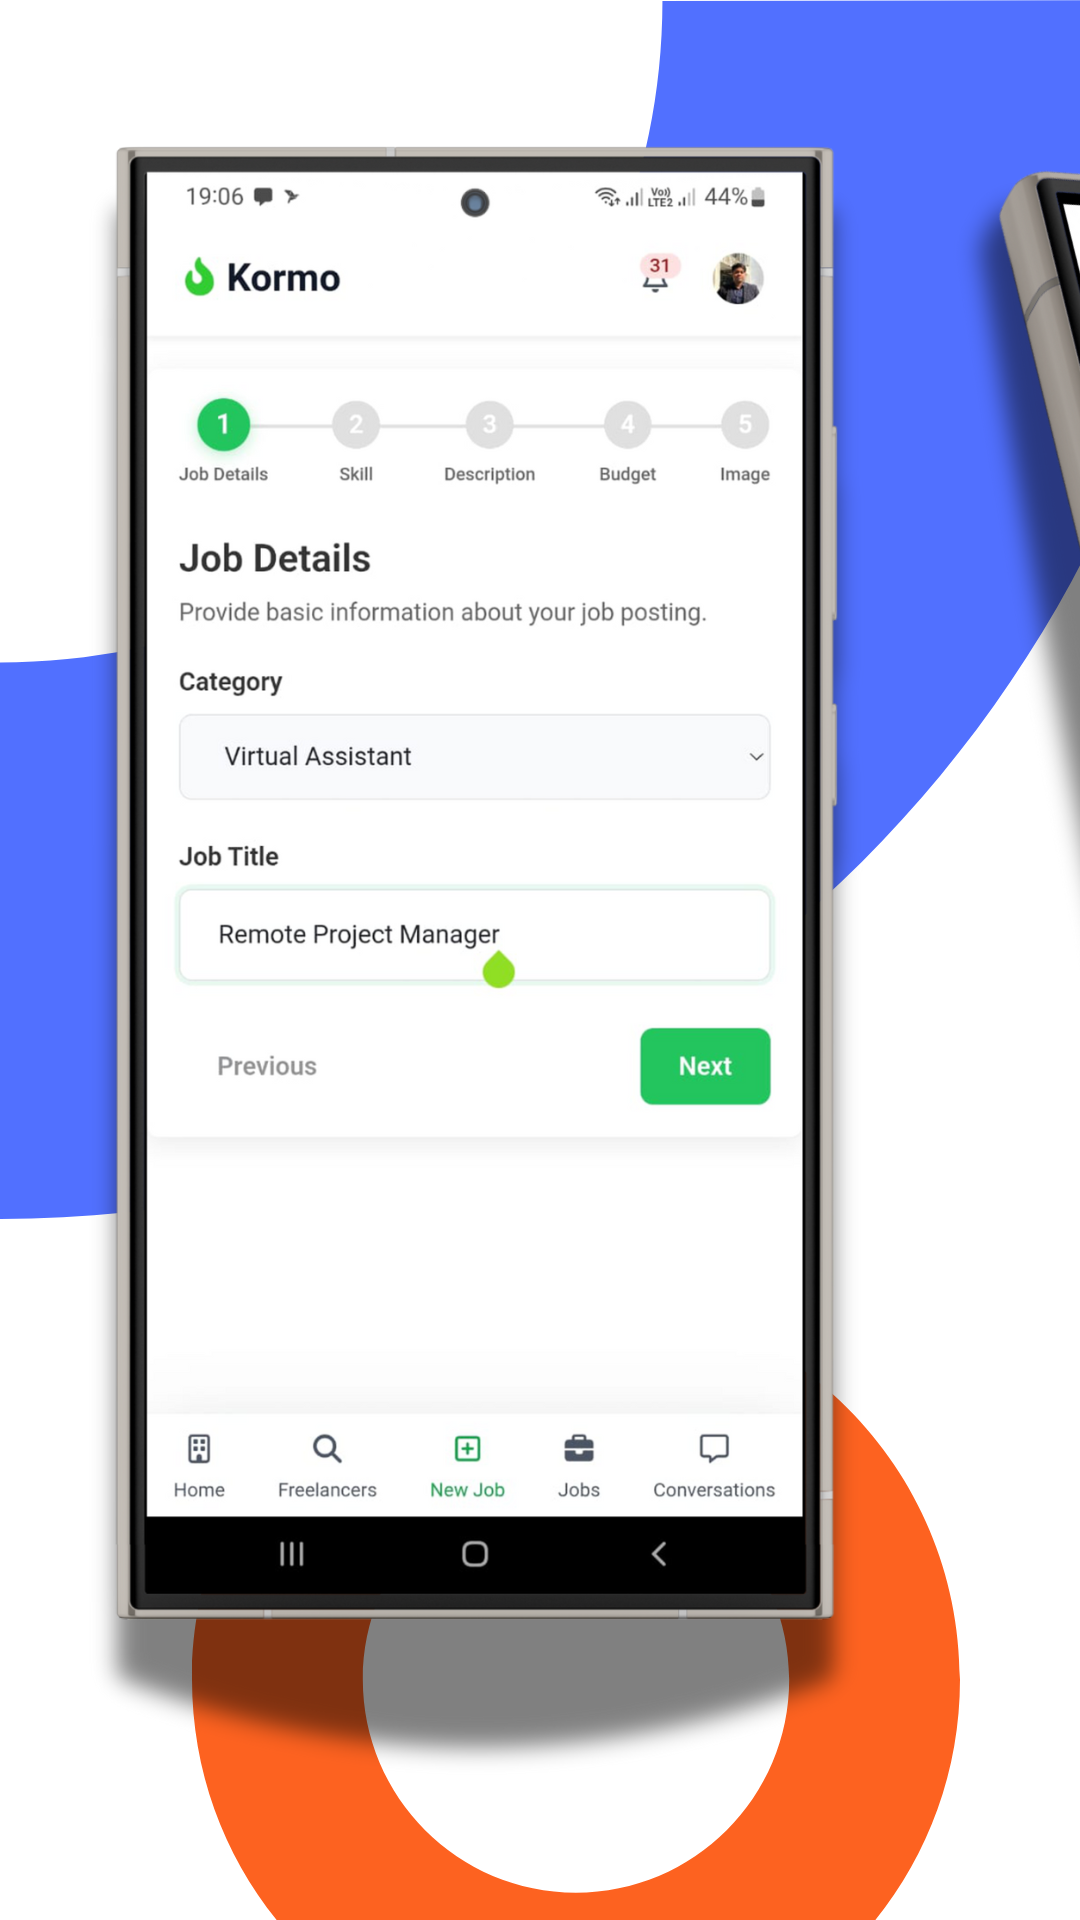 19:06 Vo)) LTE2 44%
Kormo 31
1 2 3 4 5
Job Details Skill Description Budget Image
Job Details
Provide basic information about your job posting.
Category
Virtual Assistant
Job Title
Remote Project Manager
Previous Next
Home Freelancers New Job Jobs Conversations